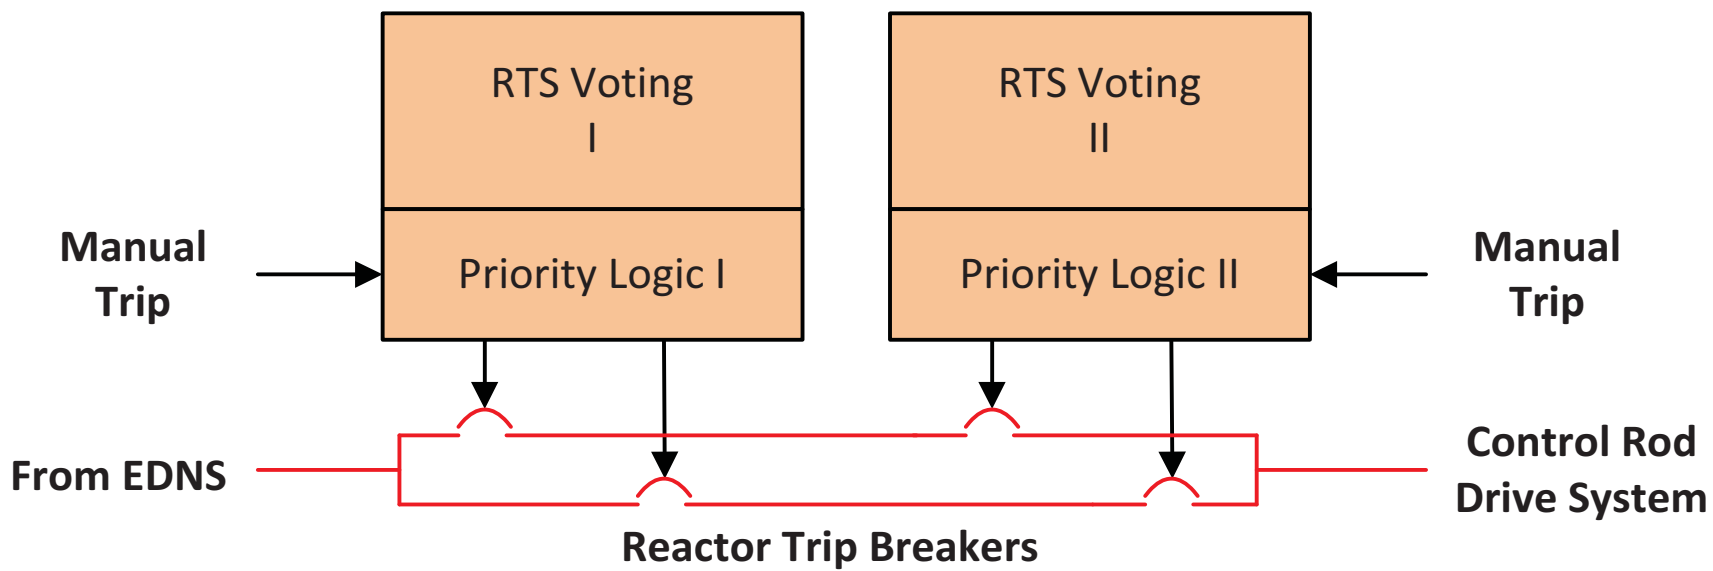 RTS Voting
I
RTS Voting
II
Manual
Trip
Priority Logic I
Priority Logic II
Manual
Trip
From EDNS
Control Rod
Drive System
Reactor Trip Breakers